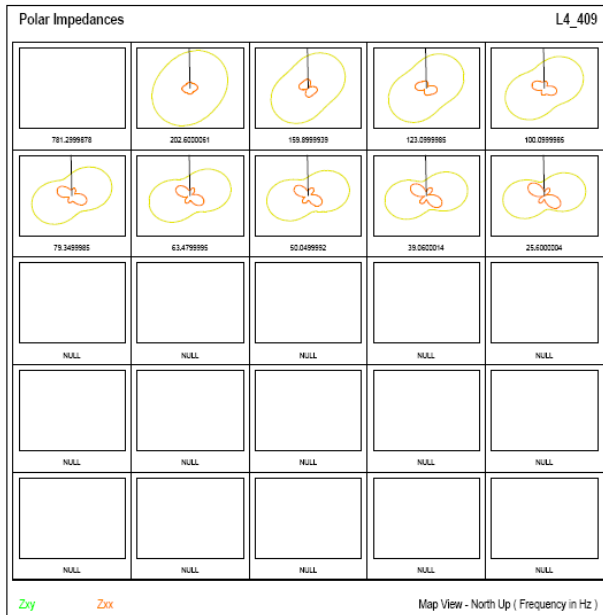 Polar Impedances L4_409
781.2999878 202.6000061 159.8999939 123.0999985 100.0999985
79.3499985 63.4799995 50.0499992 39.0600014 25.6000004
NULL NULL NULL NULL NULL
NULL NULL NULL NULL NULL
NULL NULL NULL NULL NULL
Zxy Zxx Map View - North Up ( Frequency in Hz )